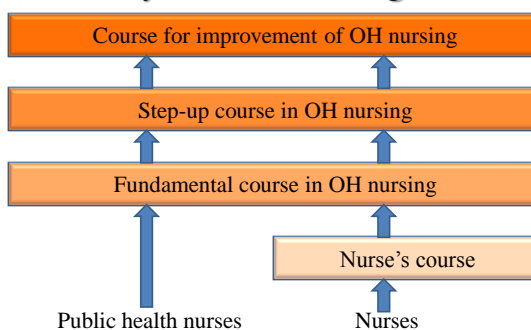 Course for improvement of OH nursing
Step-up course in OH nursing
Fundamental course in OH nursing
Nurse's course
Public health nurses
Nurses